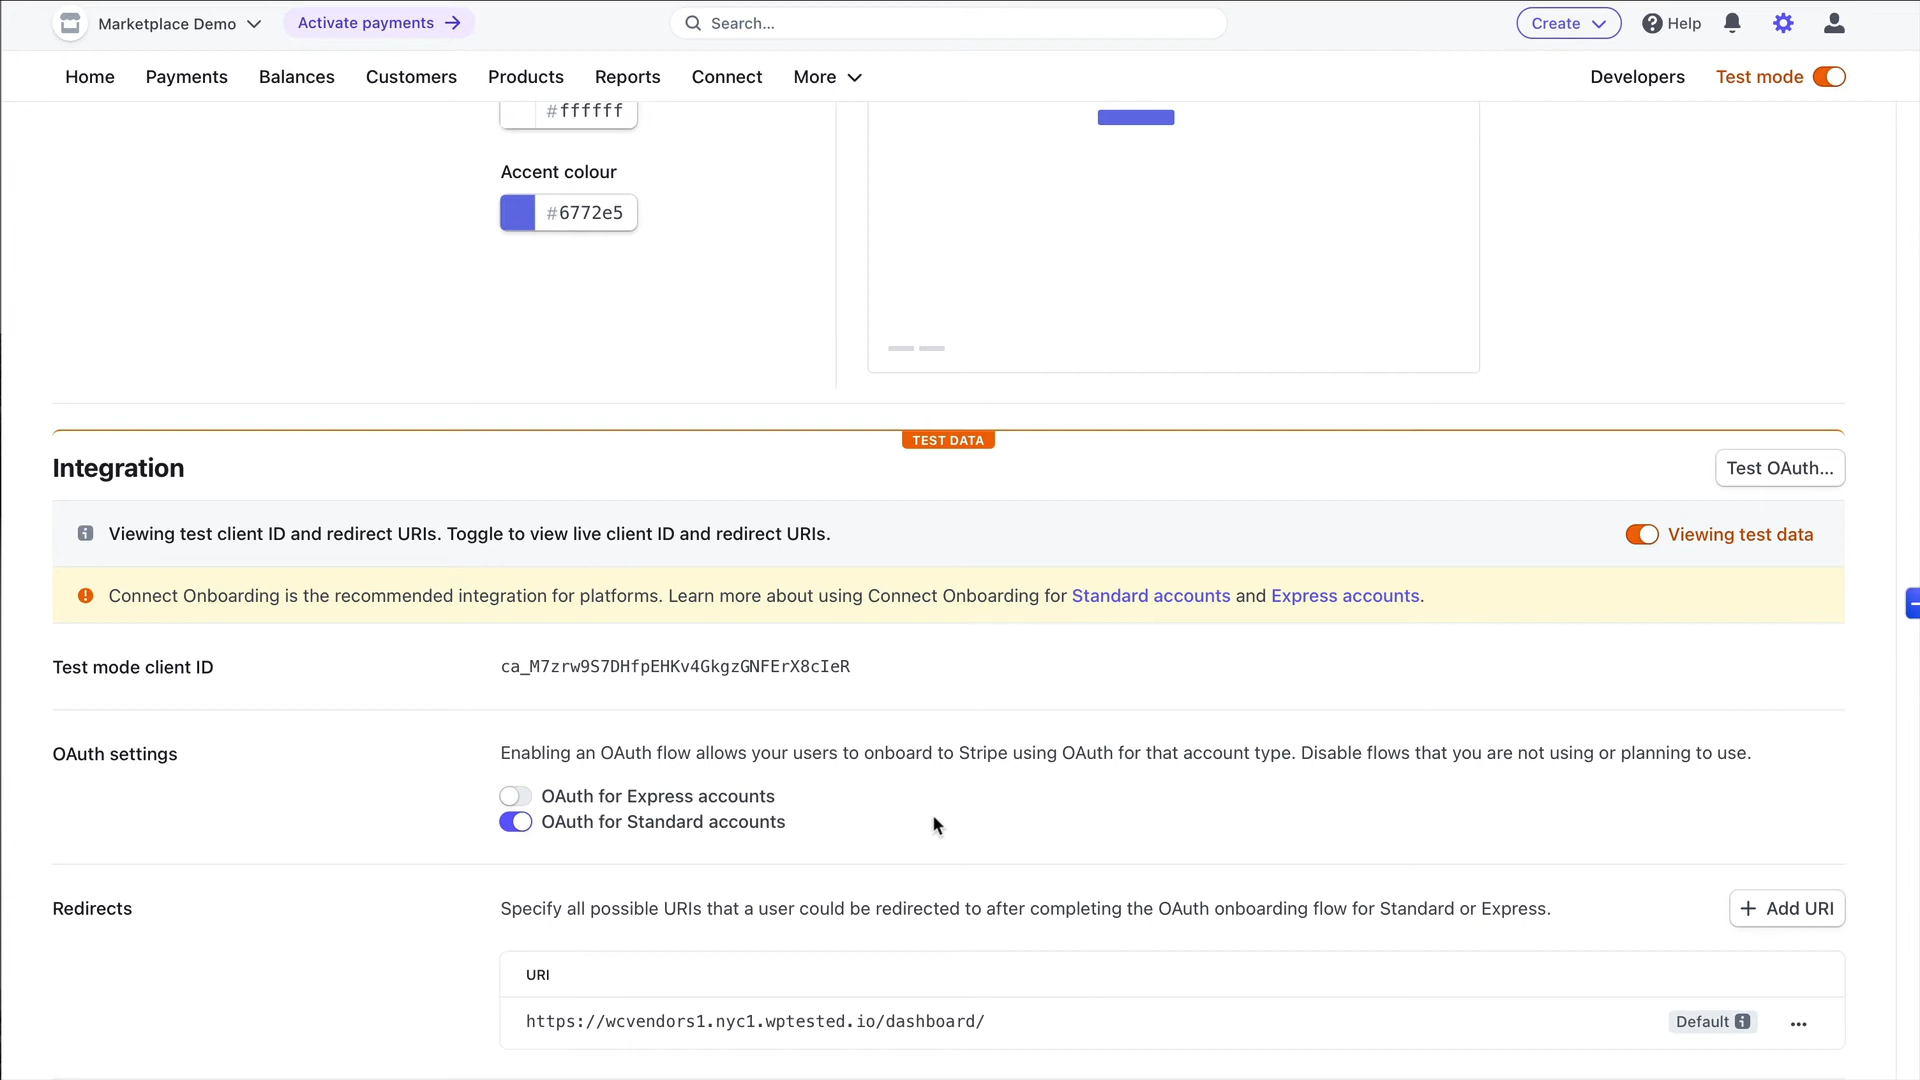 Marketplace Demo
Activate payments →
Search...
Create
Help
Home
Payments
Balances
Customers
Products
Reports
Connect
More
Developers
Test mode
#ffffff
Accent colour
#6772e5
TEST DATA
Integration
Test OAuth...
Viewing test client ID and redirect URIs. Toggle to view live client ID and redirect URIs.
Viewing test data
Connect Onboarding is the recommended integration for platforms. Learn more about using Connect Onboarding for Standard accounts and Express accounts.
Test mode client ID
ca_M7zrw9S7DHfpEHKv4GkgzGNFErX8cIeR
OAuth settings
Enabling an OAuth flow allows your users to onboard to Stripe using OAuth for that account type. Disable flows that you are not using or planning to use.
OAuth for Express accounts
OAuth for Standard accounts
Redirects
Specify all possible URIs that a user could be redirected to after completing the OAuth onboarding flow for Standard or Express.
+ Add URI
URI
https://wcvendors1.nyc1.wptested.io/dashboard/
Default